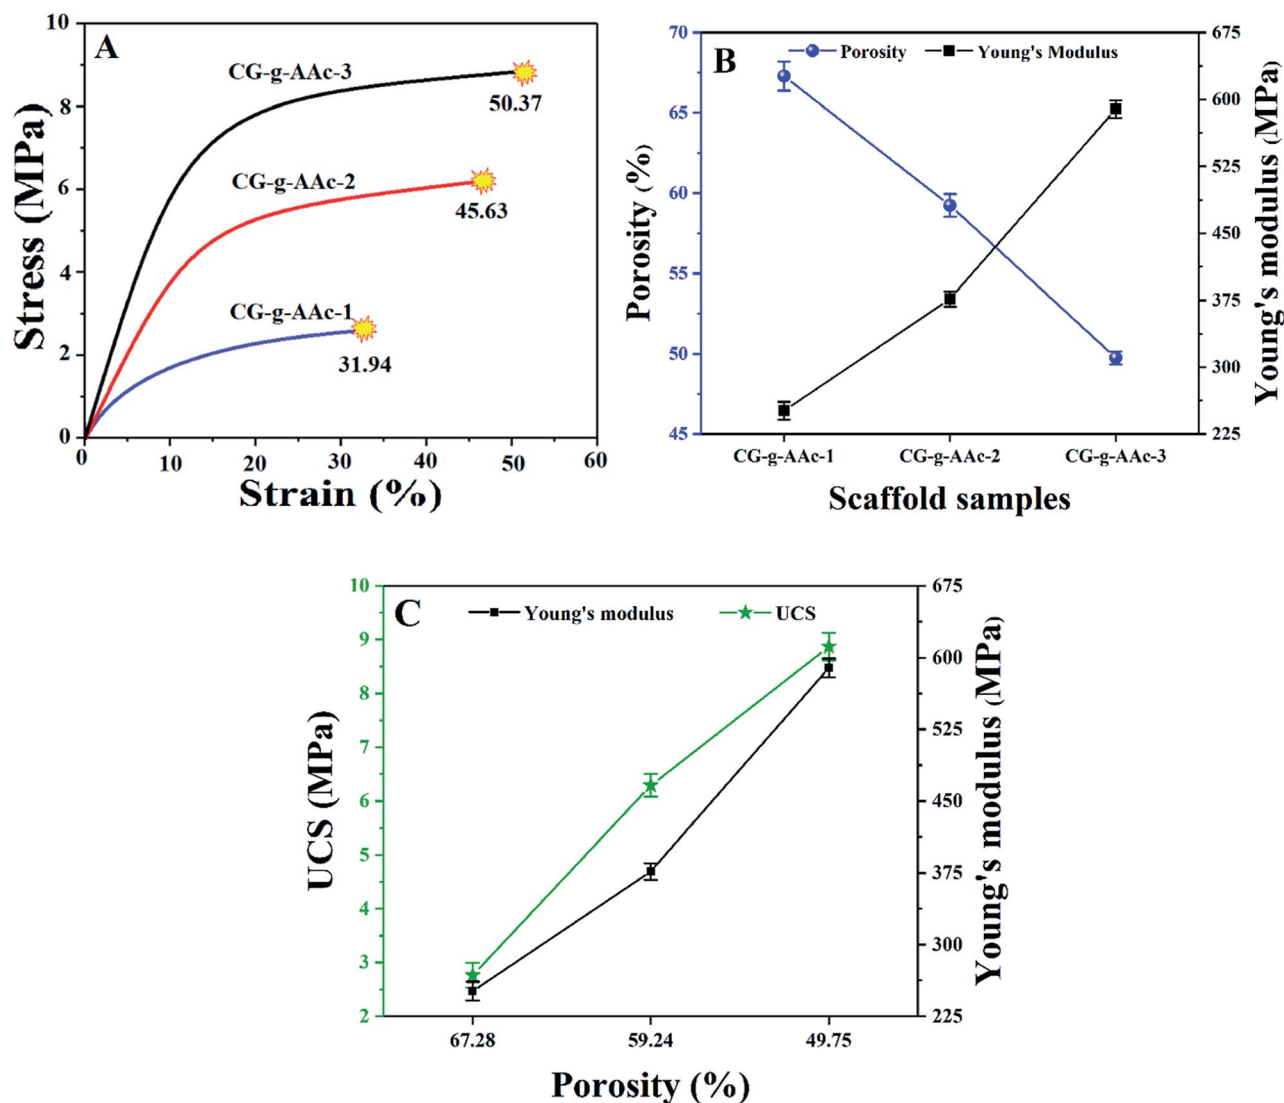 A
10
8
6
4
2
0
Stress (MPa)
CG-g-AAc-3
50.37
CG-g-AAc-2
45.63
CG-g-AAc-1
31.94
0 10 20 30 40 50 60
Strain (%)
B
Porosity Young's Modulus
70
65
60
55
50
45
Porosity (%)
675
600
525
450
375
300
225
Young's modulus (MPa)
CG-g-AAc-1 CG-g-AAc-2 CG-g-AAc-3
Scaffold samples
C
Young's modulus UCS
10
9
8
7
6
5
4
3
2
UCS (MPa)
675
600
525
450
375
300
225
Young's modulus (MPa)
67.28 59.24 49.75
Porosity (%)